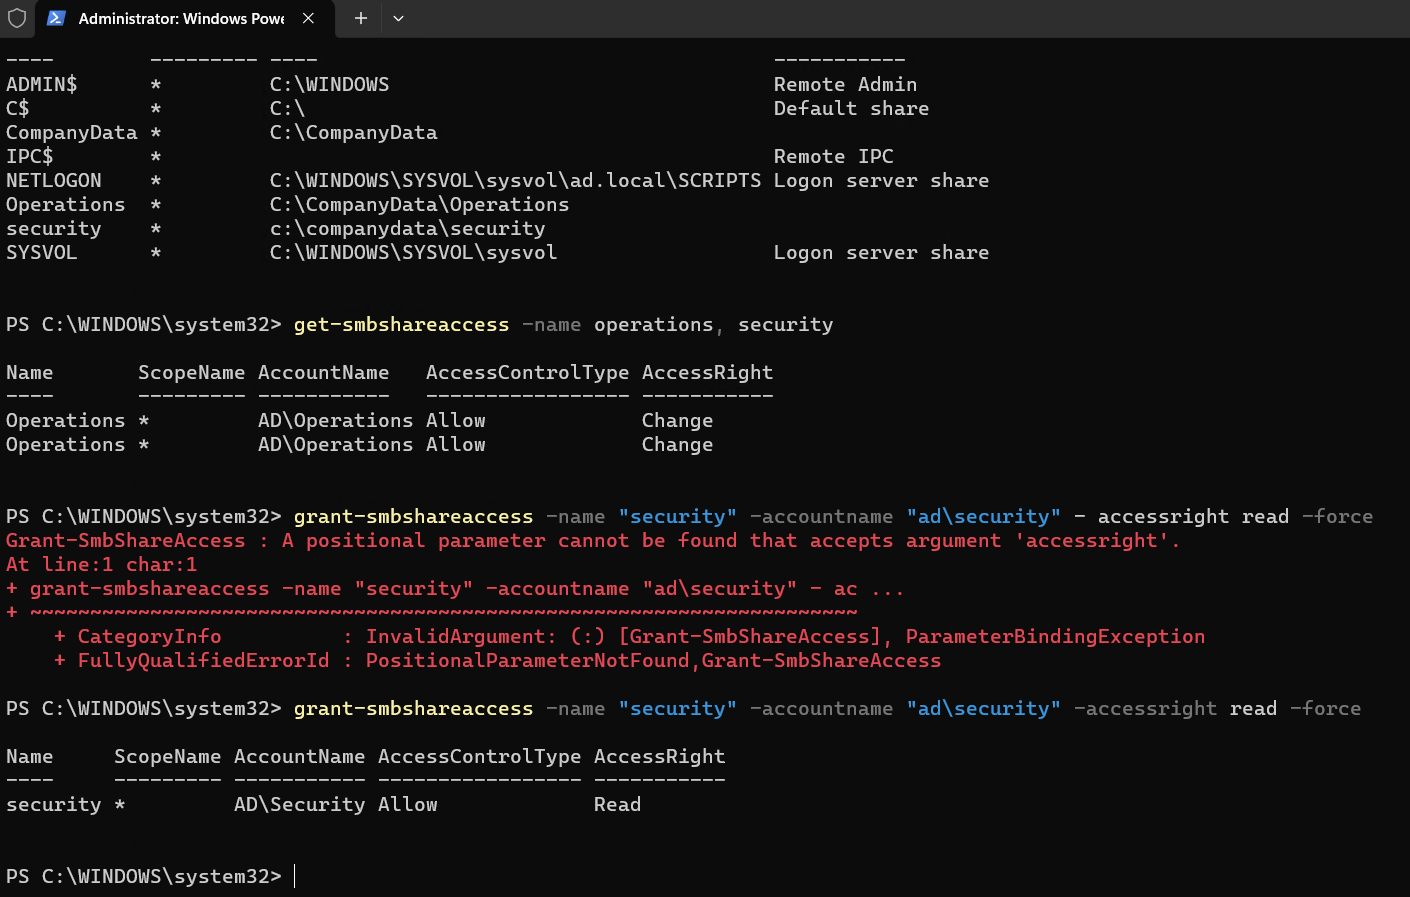 Administrator: Windows Powe
---- --------- ---- -----------
ADMIN$ * C:\WINDOWS Remote Admin
C$ * C:\ Default share
CompanyData * C:\CompanyData
IPC$ * Remote IPC
NETLOGON * C:\WINDOWS\SYSVOL\sysvol\ad.local\SCRIPTS Logon server share
Operations * C:\CompanyData\Operations
security * c:\companydata\security
SYSVOL * C:\WINDOWS\SYSVOL\sysvol Logon server share
PS C:\WINDOWS\system32> get-smbshareaccess -name operations, security
Name ScopeName AccountName AccessControlType AccessRight
---- --------- ----------- ----------------- -----------
Operations * AD\Operations Allow Change
Operations * AD\Operations Allow Change
PS C:\WINDOWS\system32> grant-smbshareaccess -name "security" -accountname "ad\security" - accessright read -force
Grant-SmbShareAccess : A positional parameter cannot be found that accepts argument 'accessright'.
At line:1 char:1
+ grant-smbshareaccess -name "security" -accountname "ad\security" - ac ...
+ ~~~~~~~~~~~~~~~~~~~~~~~~~~~~~~~~~~~~~~~~~~~~~~~~~~~~~~~~~~~~~~~~~~~~~
+ CategoryInfo : InvalidArgument: (:) [Grant-SmbShareAccess], ParameterBindingException
+ FullyQualifiedErrorId : PositionalParameterNotFound,Grant-SmbShareAccess
PS C:\WINDOWS\system32> grant-smbshareaccess -name "security" -accountname "ad\security" -accessright read -force
Name ScopeName AccountName AccessControlType AccessRight
---- --------- ----------- ----------------- -----------
security * AD\Security Allow Read
PS C:\WINDOWS\system32>